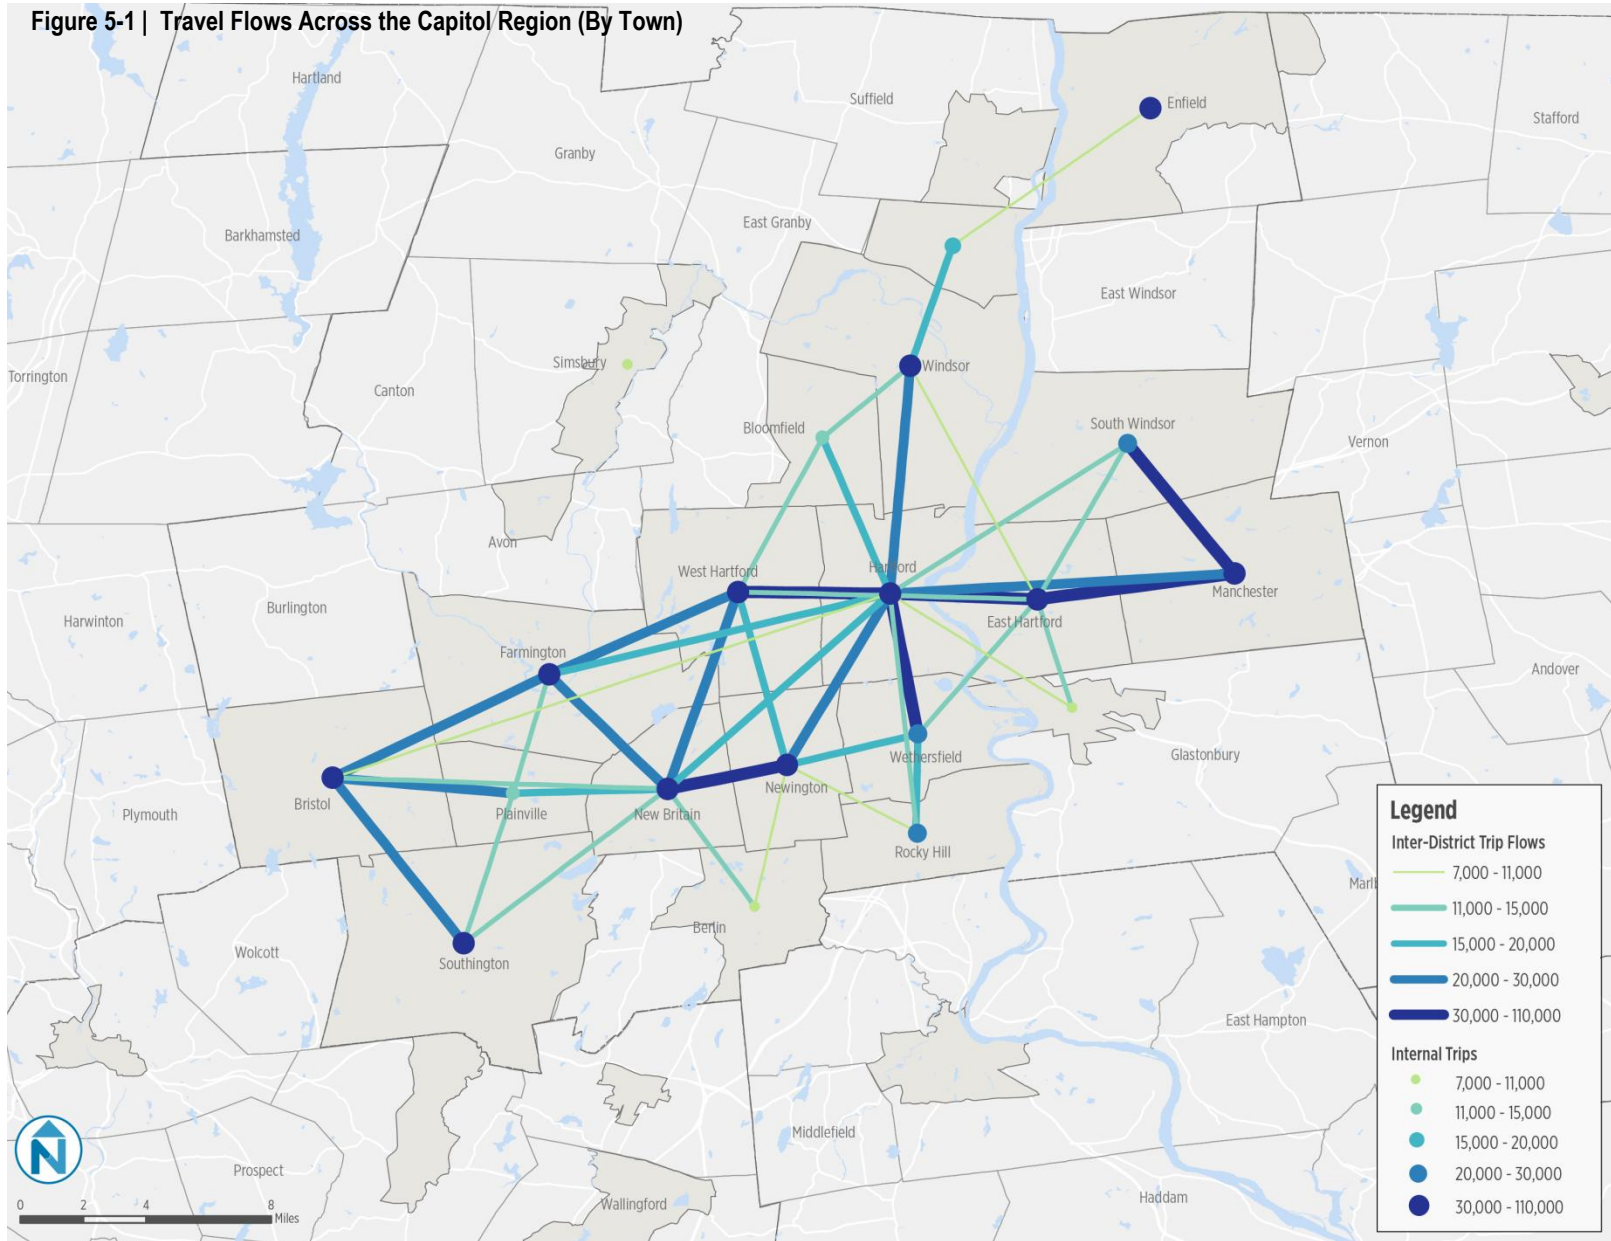 Figure 5-1 | Travel Flows Across the Capitol Region (By Town)
Hartland
Suffield
Enfield
Stafford
Granby
East Granby
Barkhamsted
East Windsor
Simsbury
Windsor
Torrington
Canton
Bloomfield
South Windsor
Vernon
Avon
West Hartford
Hartford
Manchester
Burlington
Harwinton
East Hartford
Farmington
Andover
Wethersfield
Glastonbury
Bristol
Plymouth
Plainville
New Britain
Newington
Rocky Hill
Berlin
Wolcott
Southington
East Hampton
Middlefield
Prospect
Wallingford
Haddam
Marlb
Legend
Inter-District Trip Flows
7,000 - 11,000
11,000 - 15,000
15,000 - 20,000
20,000 - 30,000
30,000 - 110,000
Internal Trips
7,000 - 11,000
11,000 - 15,000
15,000 - 20,000
20,000 - 30,000
30,000 - 110,000
N
0 2 4 8
Miles